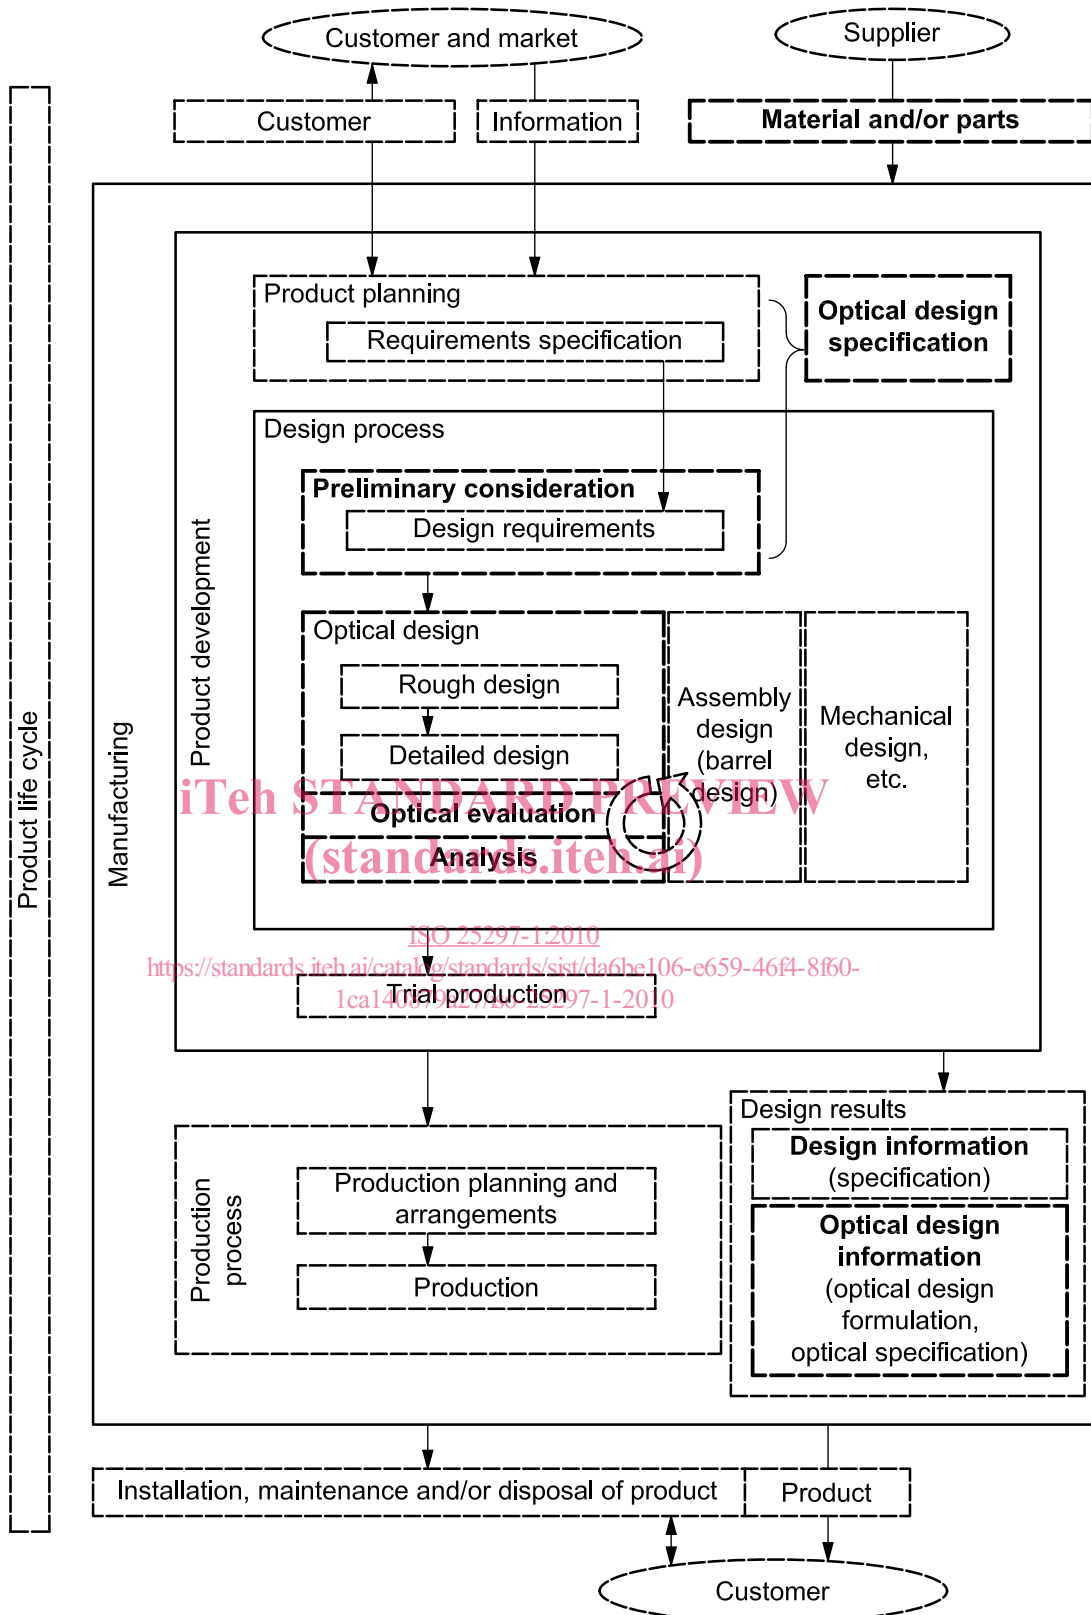 Customer and market
Supplier
Customer
Information
Material and/or parts
Product planning
Requirements specification
Optical design
specification
Design process
Preliminary consideration
Design requirements
Optical design
Rough design
Detailed design
Optical evaluation
Analysis
Assembly
design
(barrel
design)
Mechanical
design,
etc.
Product life cycle
Manufacturing
Product development
iTeh STANDARD PREVIEW
(standards.iteh.ai)
ISO 25297-1:2010
https://standards.iteh.ai/catalog/standards/sist/da6be106-e659-46f4-8f60-
1ca140879a27/iso-25297-1-2010
Trial production
Production
process
Production planning and
arrangements
Production
Design results
Design information
(specification)
Optical design
information
(optical design
formulation,
optical specification)
Installation, maintenance and/or disposal of product
Product
Customer